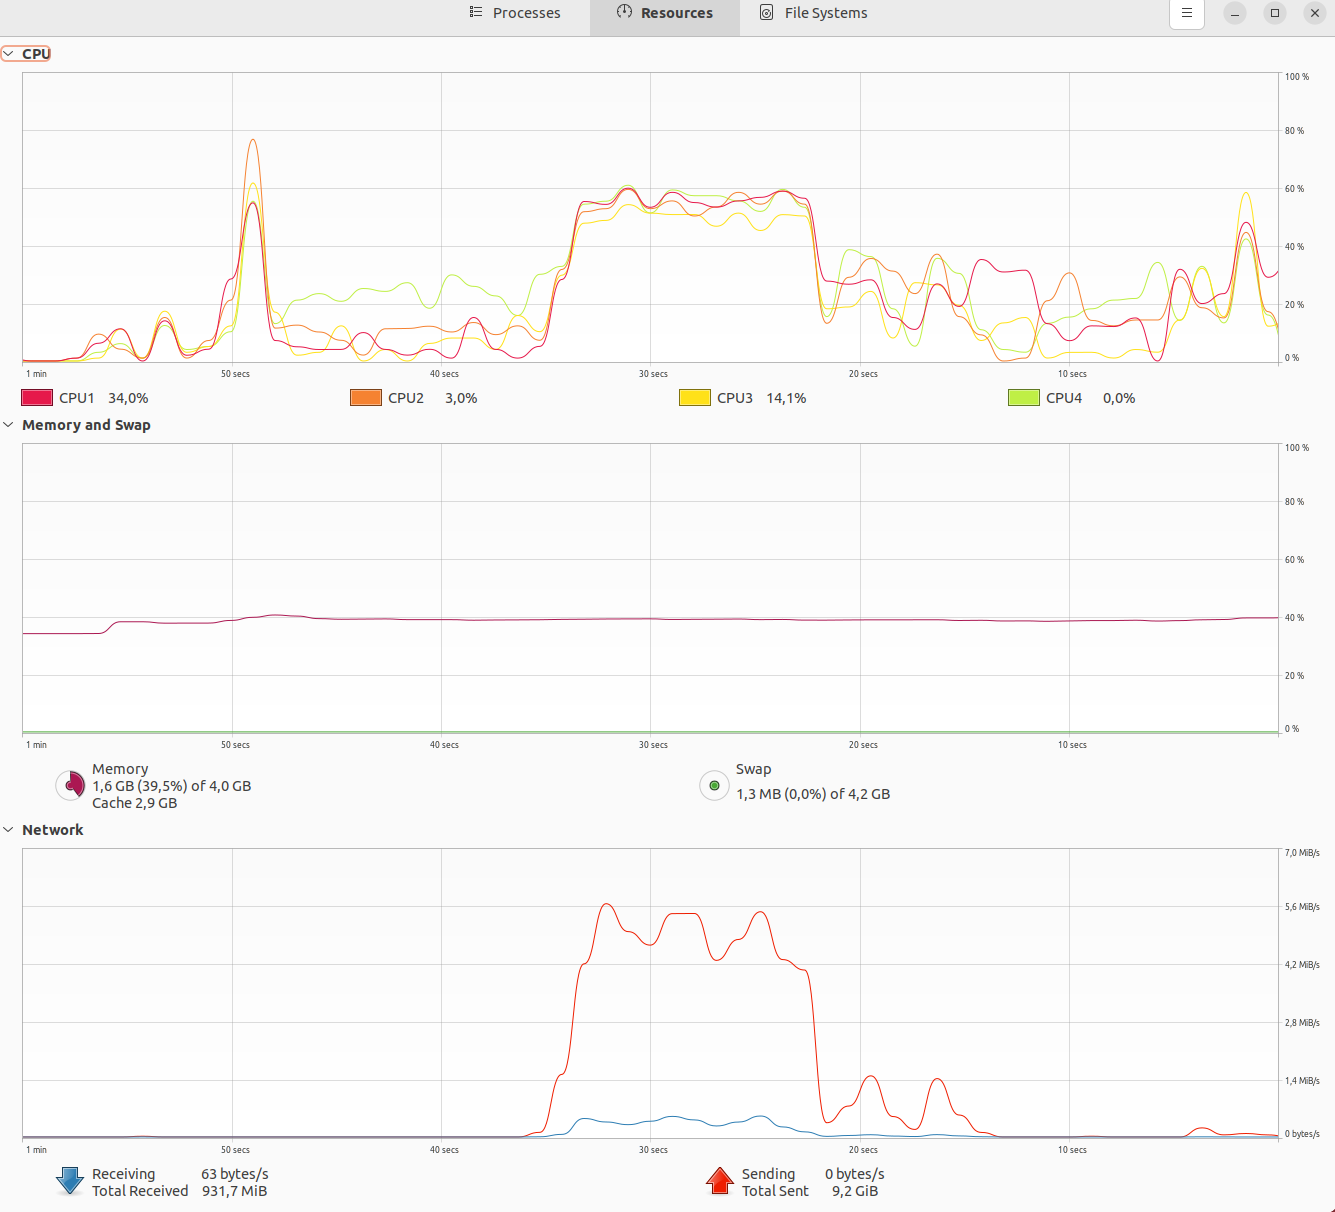 Processes Resources File Systems
CPU
100 %
80 %
60 %
40 %
20 %
0 %
1 min 50 secs 40 secs 30 secs 20 secs 10 secs
CPU1 34,0% CPU2 3,0% CPU3 14,1% CPU4 0,0%
Memory and Swap
100 %
80 %
60 %
40 %
20 %
0 %
1 min 50 secs 40 secs 30 secs 20 secs 10 secs
Memory
1,6 GB (39,5%) of 4,0 GB
Cache 2,9 GB
Swap
1,3 MB (0,0%) of 4,2 GB
Network
7,0 MiB/s
5,6 MiB/s
4,2 MiB/s
2,8 MiB/s
1,4 MiB/s
0 bytes/s
1 min 50 secs 40 secs 30 secs 20 secs 10 secs
Receiving 63 bytes/s
Total Received 931,7 MiB
Sending 0 bytes/s
Total Sent 9,2 GiB